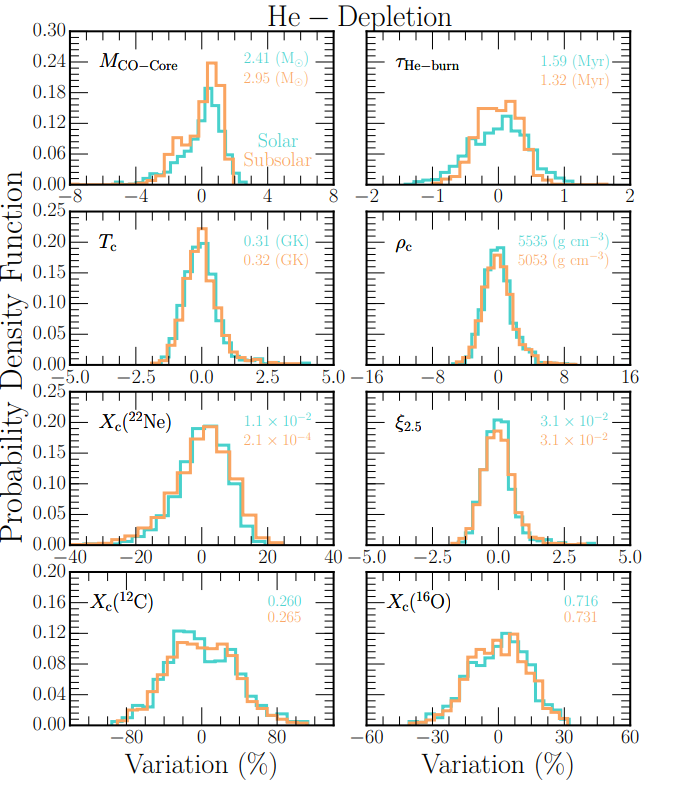 He − Depletion
Probability Density Function
M_CO−Core
2.41 (M☉)
2.95 (M☉)
Solar
Subsolar
0.30
0.24
0.18
0.12
0.06
0.00
−8 −4 0 4 8
τ_He−burn
1.59 (Myr)
1.32 (Myr)
−2 −1 0 1 2
T_c
0.31 (GK)
0.32 (GK)
0.25
0.20
0.15
0.10
0.05
0.00
−5.0 −2.5 0.0 2.5 5.0
ρ_c
5535 (g cm⁻³)
5053 (g cm⁻³)
−16 −8 0 8 16
X_c(²²Ne)
1.1 × 10⁻²
2.1 × 10⁻⁴
0.25
0.20
0.15
0.10
0.05
0.00
−40 −20 0 20 40
ξ_2.5
3.1 × 10⁻²
3.1 × 10⁻²
−5.0 −2.5 0.0 2.5 5.0
X_c(¹²C)
0.260
0.265
0.20
0.16
0.12
0.08
0.04
0.00
−80 0 80
X_c(¹⁶O)
0.716
0.731
−60 −30 0 30 60
Variation (%)
Variation (%)